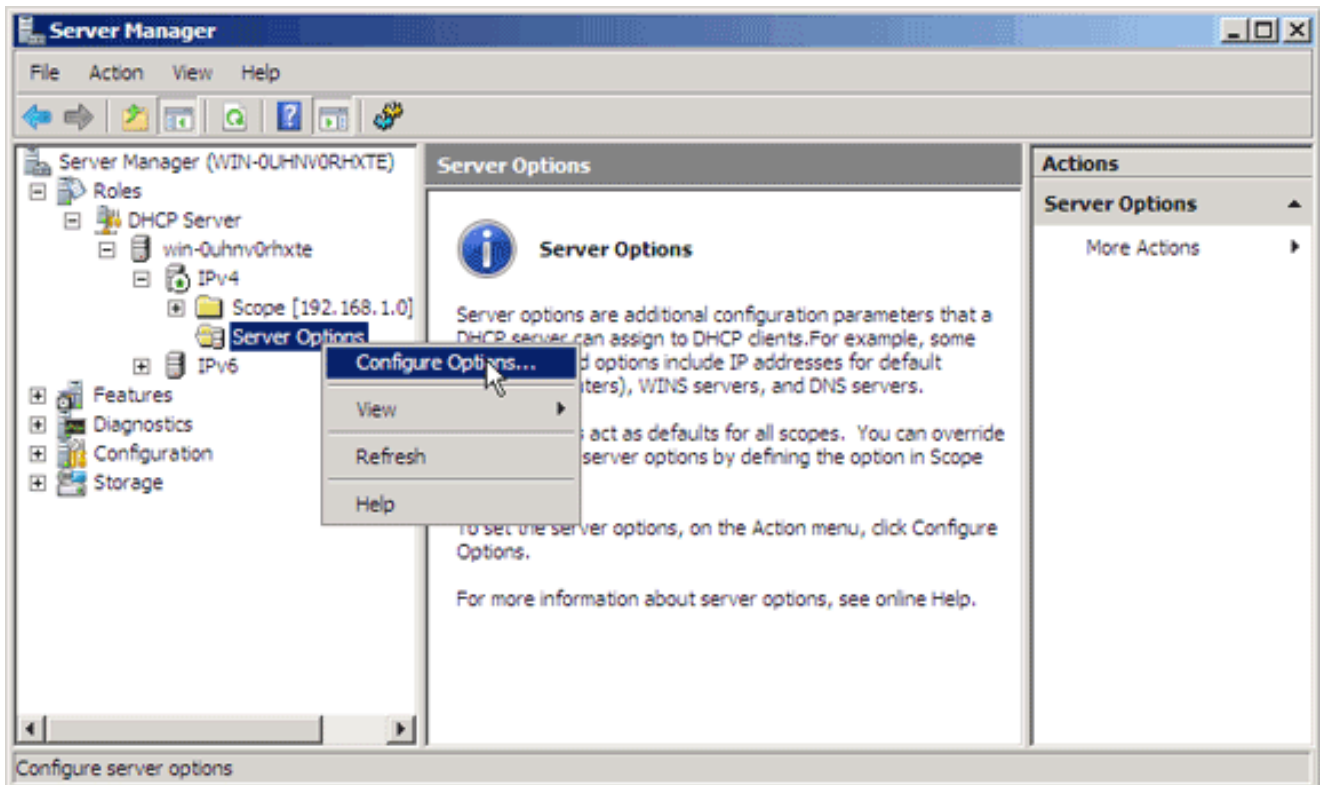 Server Manager
File Action View Help
Server Manager (WIN-0UHNV0RHXTE)
Roles
DHCP Server
win-0uhnv0rhxte
IPv4
Scope [192.168.1.0]
Server Options
IPv6
Features
Diagnostics
Configuration
Storage
Configure Options...
View
Refresh
Help
Server Options
Server Options
Server options are additional configuration parameters that a
DHCP server can assign to DHCP clients.For example, some
options include IP addresses for default
WINS servers, and DNS servers.
act as defaults for all scopes. You can override
server options by defining the option in Scope
To set the server options, on the Action menu, click Configure
Options.
For more information about server options, see online Help.
Actions
Server Options
More Actions
Configure server options